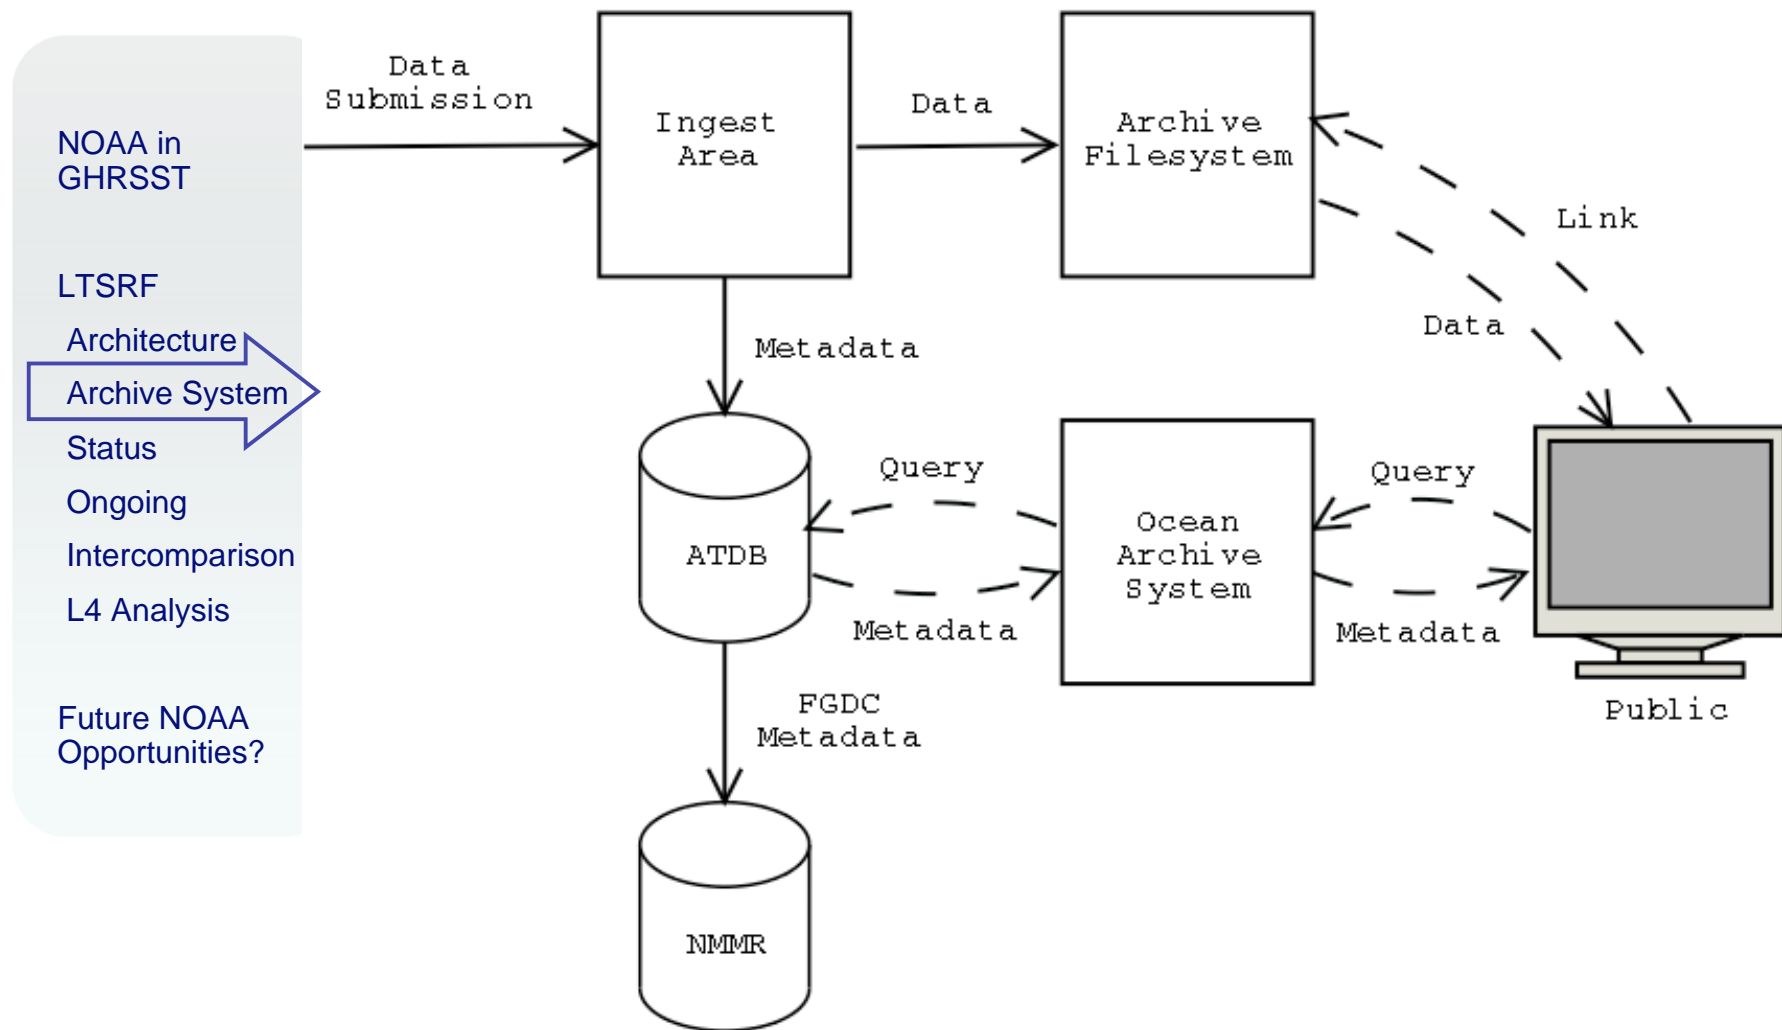 NOAA in
GHRSST
LTSRF
Architecture
Archive System
Status
Ongoing
Intercomparison
L4 Analysis
Future NOAA
Opportunities?
Data
Submission
Ingest
Area
Data
Archive
Filesystem
Link
Data
Metadata
ATDB
Query
Metadata
Ocean
Archive
System
Query
Metadata
Public
FGDC
Metadata
NMMR